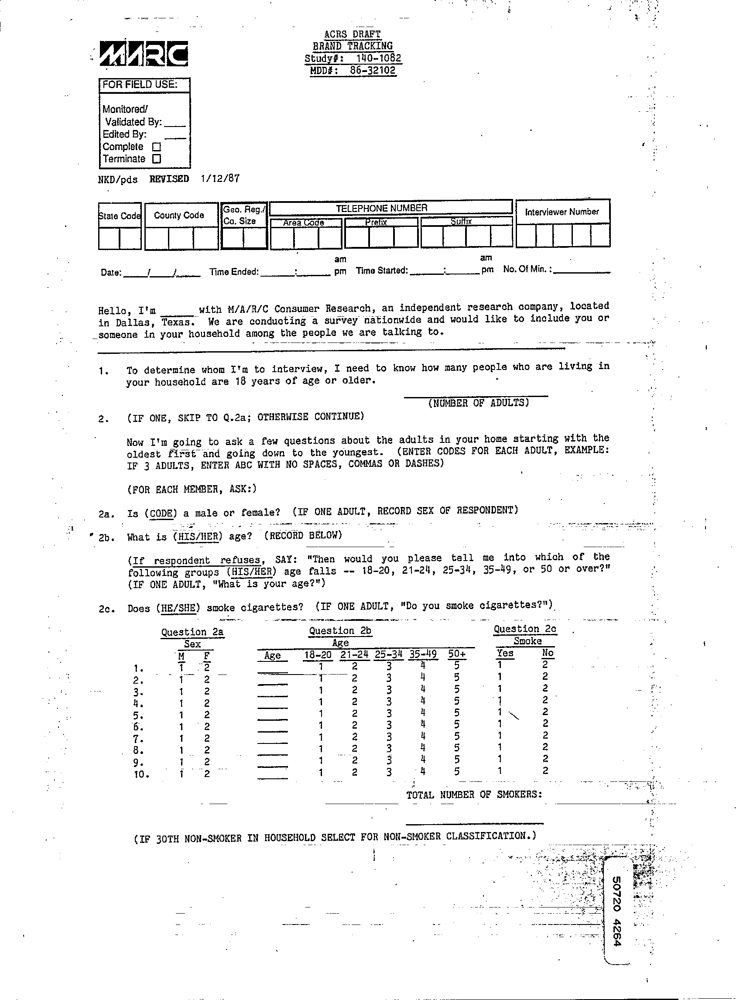 ACRS DRAFT
BRAND TRACKING
Study#: 140-1082
MDD#: 86-32102
MARC
FOR FIELD USE:
Monitored/
Validated By: ____
Edited By: ____
Complete ☐
Terminate ☐
NKD/pds REVISED 1/12/87
State Code County Code Geo. Reg./ Co. Size TELEPHONE NUMBER Interviewer Number
Area Code Prefix Suffix
am am
Date: ___/___/___ Time Ended: ____:____ pm Time Started: ____:____ pm No. Of Min. : ____
Hello, I'm _____ with M/A/R/C Consumer Research, an independent research company, located
in Dallas, Texas. We are conducting a survey nationwide and would like to include you or
someone in your household among the people we are talking to.
1. To determine whom I'm to interview, I need to know how many people who are living in
your household are 18 years of age or older.
(NUMBER OF ADULTS)
2. (IF ONE, SKIP TO Q.2a; OTHERWISE CONTINUE)
Now I'm going to ask a few questions about the adults in your home starting with the
oldest first and going down to the youngest. (ENTER CODES FOR EACH ADULT, EXAMPLE:
IF 3 ADULTS, ENTER ABC WITH NO SPACES, COMMAS OR DASHES)
(FOR EACH MEMBER, ASK:)
2a. Is (CODE) a male or female? (IF ONE ADULT, RECORD SEX OF RESPONDENT)
2b. What is (HIS/HER) age? (RECORD BELOW)
(If respondent refuses, SAY: "Then would you please tell me into which of the
following groups (HIS/HER) age falls -- 18-20, 21-24, 25-34, 35-49, or 50 or over?"
(IF ONE ADULT, "What is your age?")
2c. Does (HE/SHE) smoke cigarettes? (IF ONE ADULT, "Do you smoke cigarettes?")
Question 2a Question 2b Question 2c
Sex Age Smoke
M F Age 18-20 21-24 25-34 35-49 50+ Yes No
1. 1 2 ____ 1 2 3 4 5 1 2
2. 1 2 ____ 1 2 3 4 5 1 2
3. 1 2 ____ 1 2 3 4 5 1 2
4. 1 2 ____ 1 2 3 4 5 1 2
5. 1 2 ____ 1 2 3 4 5 1 2
6. 1 2 ____ 1 2 3 4 5 1 2
7. 1 2 ____ 1 2 3 4 5 1 2
8. 1 2 ____ 1 2 3 4 5 1 2
9. 1 2 ____ 1 2 3 4 5 1 2
10. 1 2 ____ 1 2 3 4 5 1 2
TOTAL NUMBER OF SMOKERS:
(IF 30TH NON-SMOKER IN HOUSEHOLD SELECT FOR NON-SMOKER CLASSIFICATION.)
50720 4264